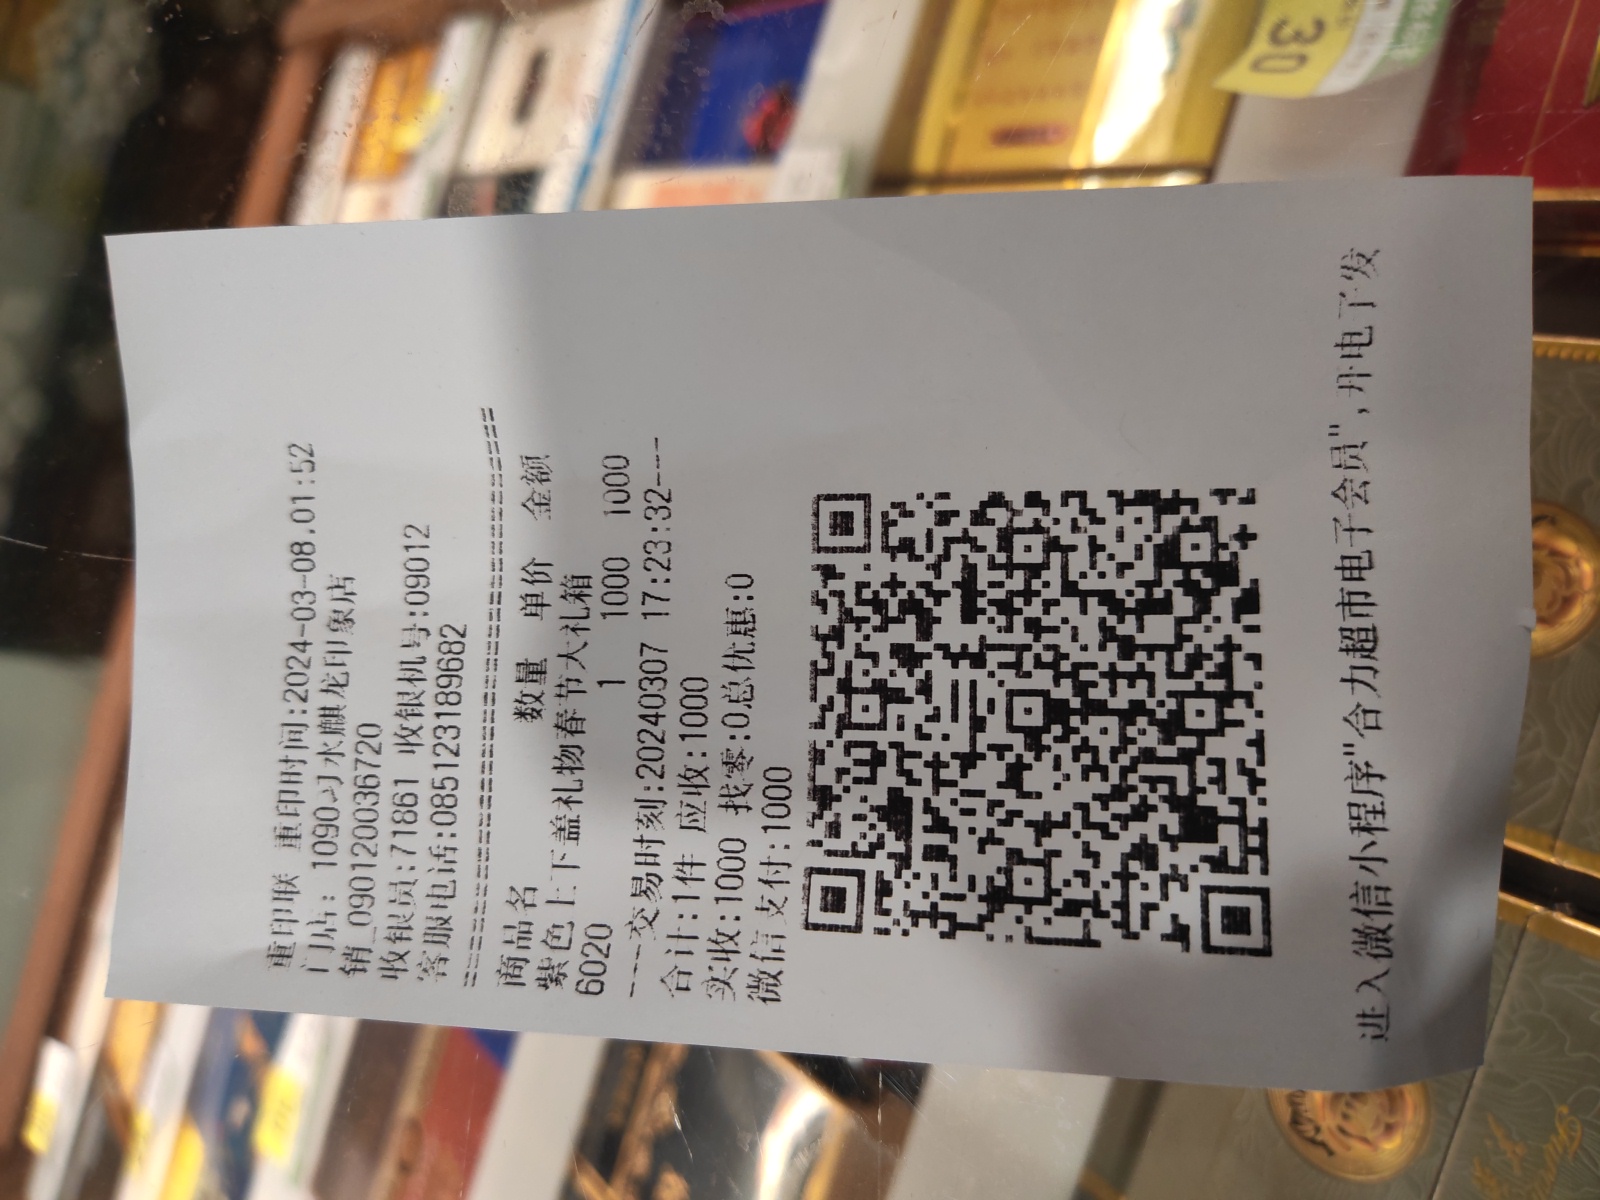 重印联 重印时间:2024-03-08.01:52
门店: 1090习水麒龙印象店
销_090120036720
收银员:71861 收银机号:09012
客服电话:085123189682
商品名 数量 单价 金额
紫色上下盖礼物春节大礼箱
6020 1 1000 1000
----交易时刻:20240307 17:23:32----
合计:1件 应收:1000
实收:1000 找零:0总优惠:0
微信支付:1000
进入微信小程序"合力超市电子会员",开电子发
30